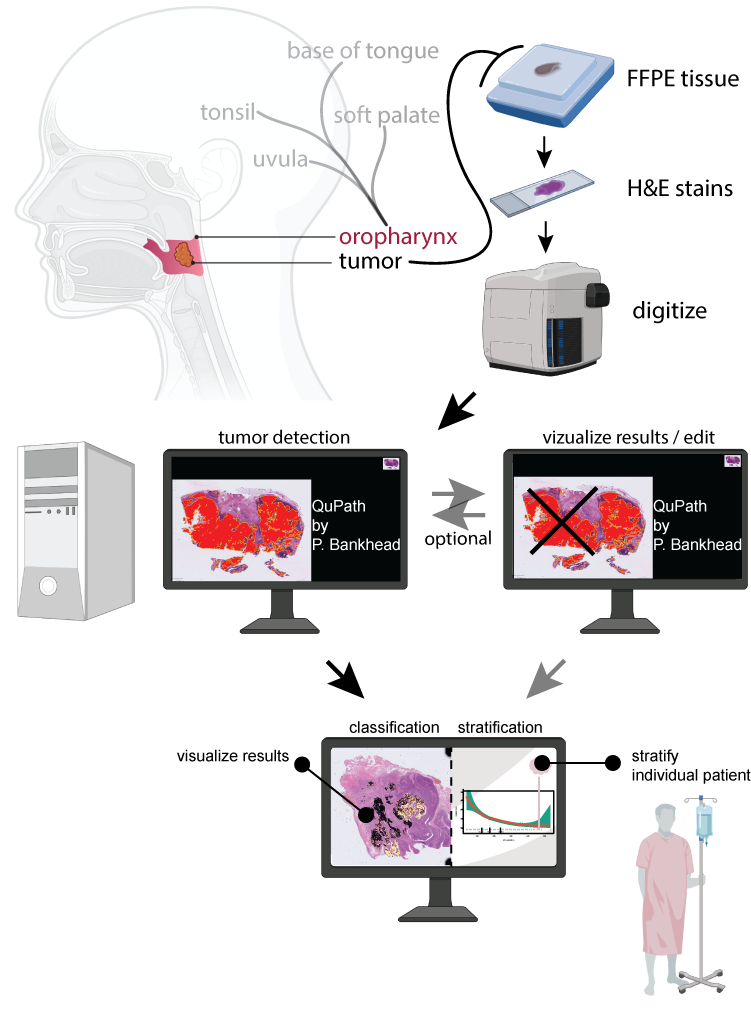 base of tongue
tonsil
soft palate
uvula
oropharynx
tumor
FFPE tissue
H&E stains
digitize
tumor detection
vizualize results / edit
QuPath
by
P. Bankhead
optional
QuPath
by
P. Bankhead
classification
stratification
visualize results
stratify
individual patient